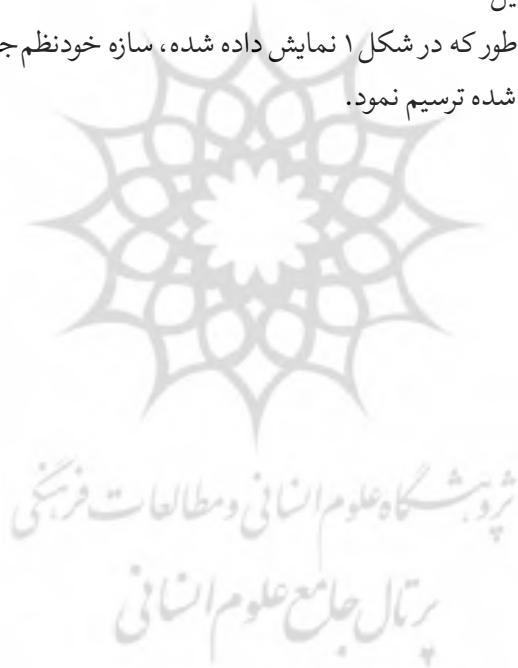 ین
طور که در شکل ۱ نمایش داده شده، سازه خودنظم‌ج
شده ترسیم نمود.
پژوهشگاه علوم انسانی و مطالعات فرهنگی
پرتال جامع علوم انسانی